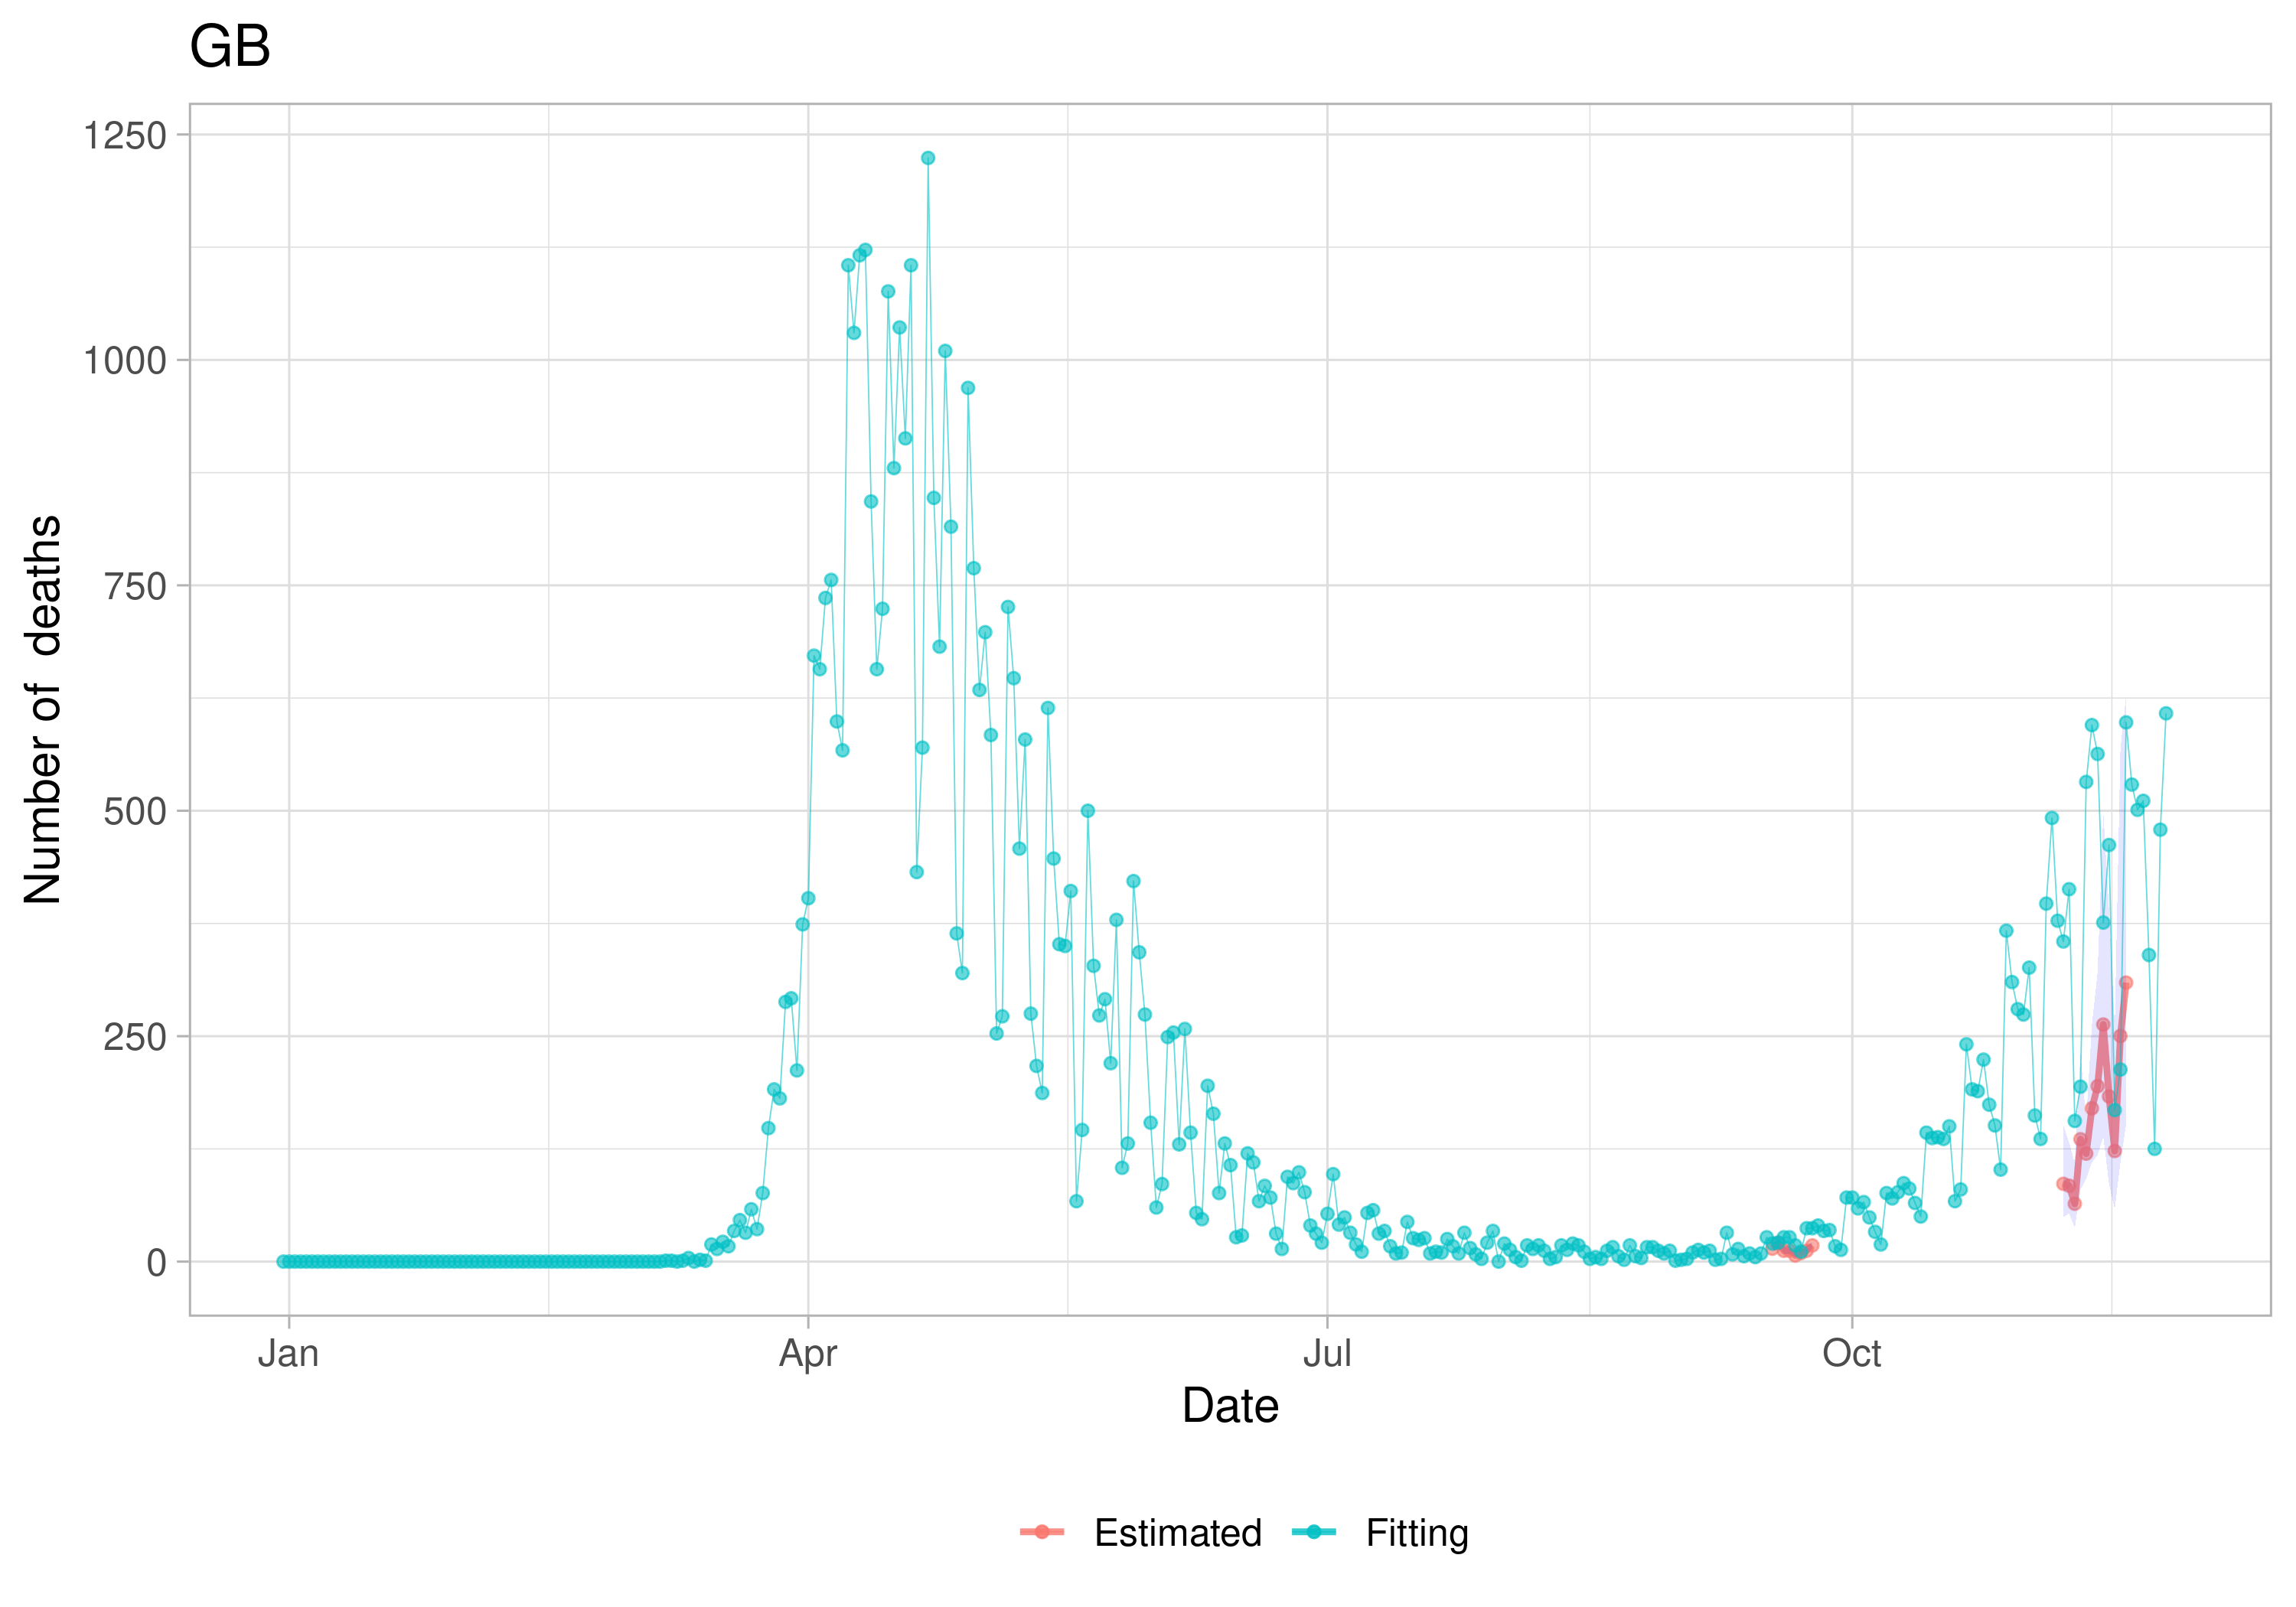 GB
Number of deaths
1250
1000
750
500
250
0
Jan Apr Jul Oct
Date
Estimated Fitting